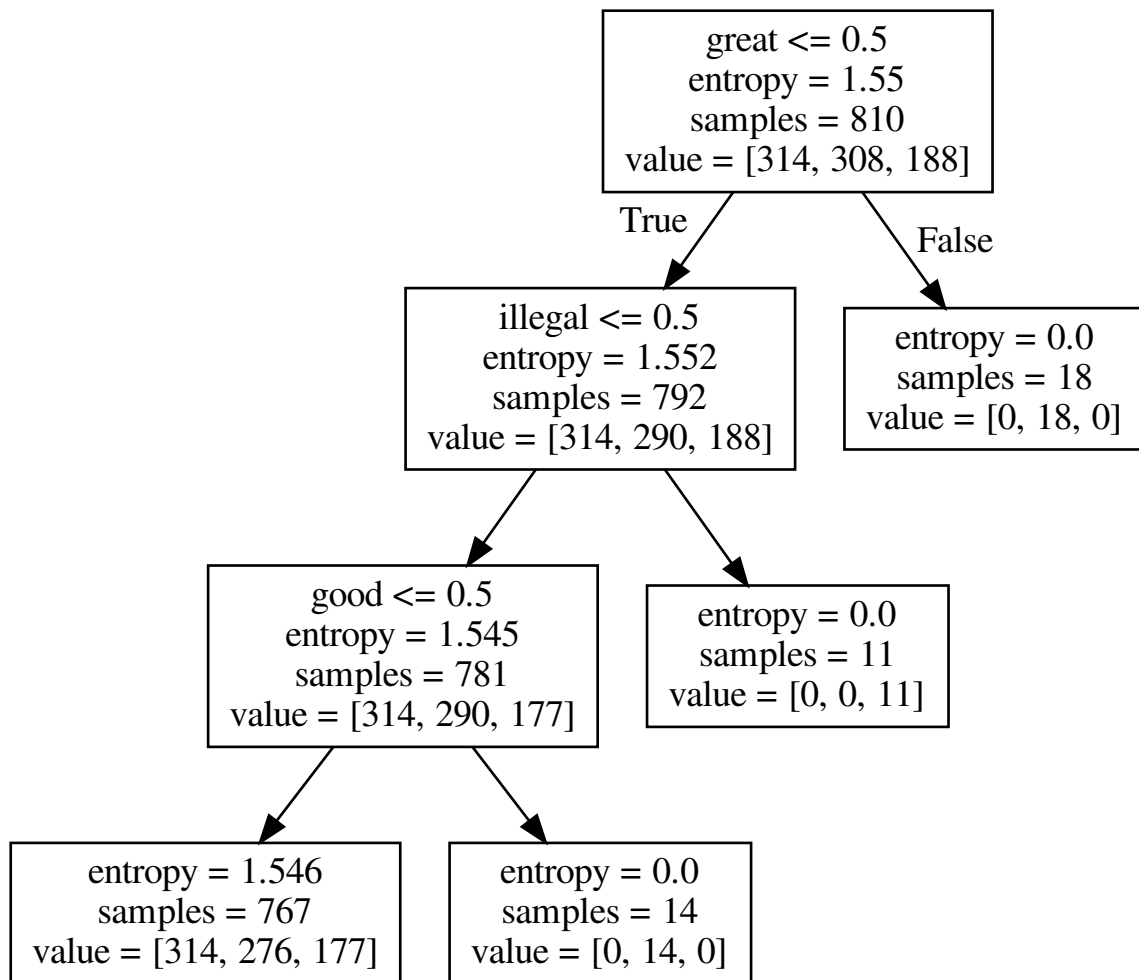 great <= 0.5
entropy = 1.55
samples = 810
value = [314, 308, 188]
True
False
illegal <= 0.5
entropy = 1.552
samples = 792
value = [314, 290, 188]
entropy = 0.0
samples = 18
value = [0, 18, 0]
good <= 0.5
entropy = 1.545
samples = 781
value = [314, 290, 177]
entropy = 0.0
samples = 11
value = [0, 0, 11]
entropy = 1.546
samples = 767
value = [314, 276, 177]
entropy = 0.0
samples = 14
value = [0, 14, 0]